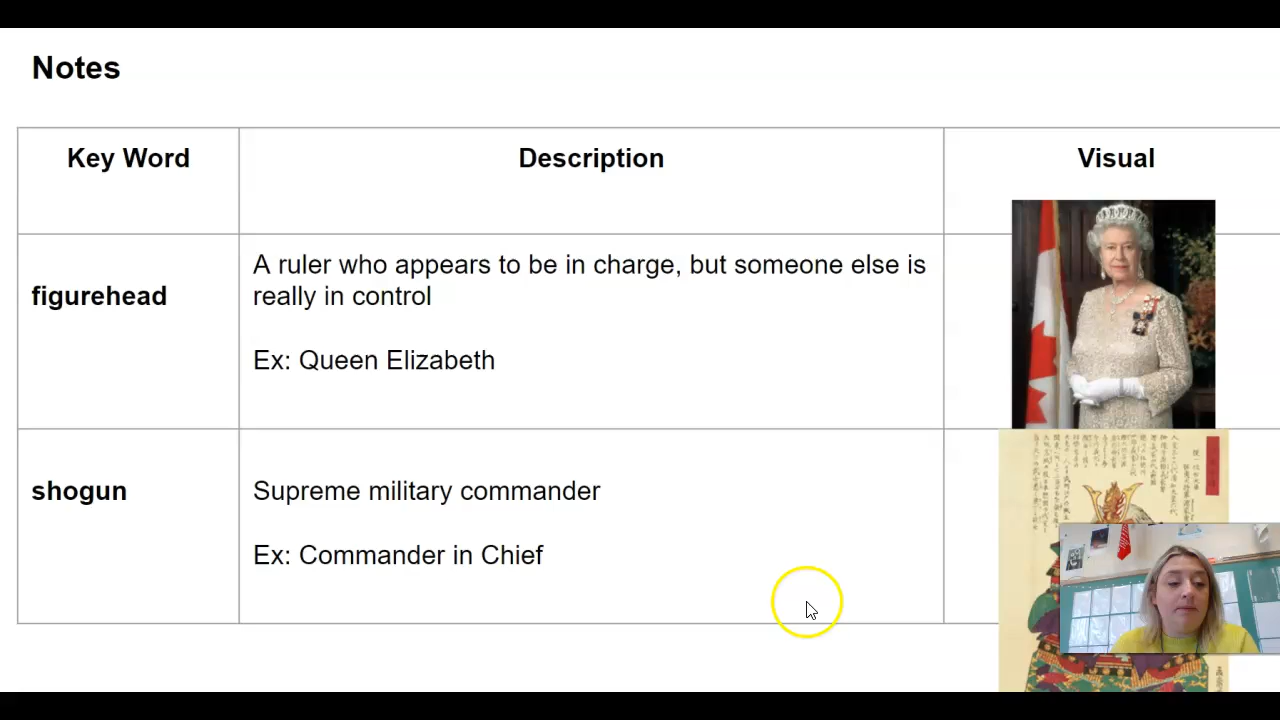 Notes
Key Word
Description
Visual
figurehead
A ruler who appears to be in charge, but someone else is
really in control
Ex: Queen Elizabeth
shogun
Supreme military commander
Ex: Commander in Chief